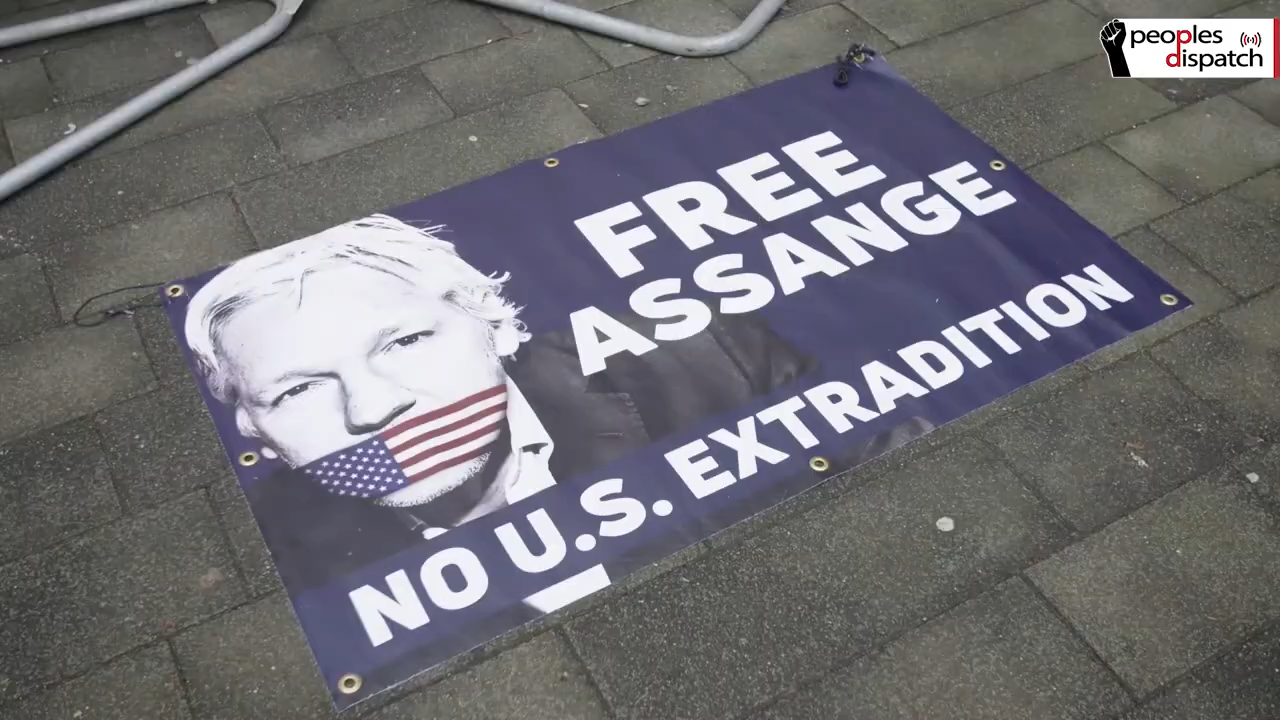 peoples
dispatch
FREE
ASSANGE
NO U.S. EXTRADITION